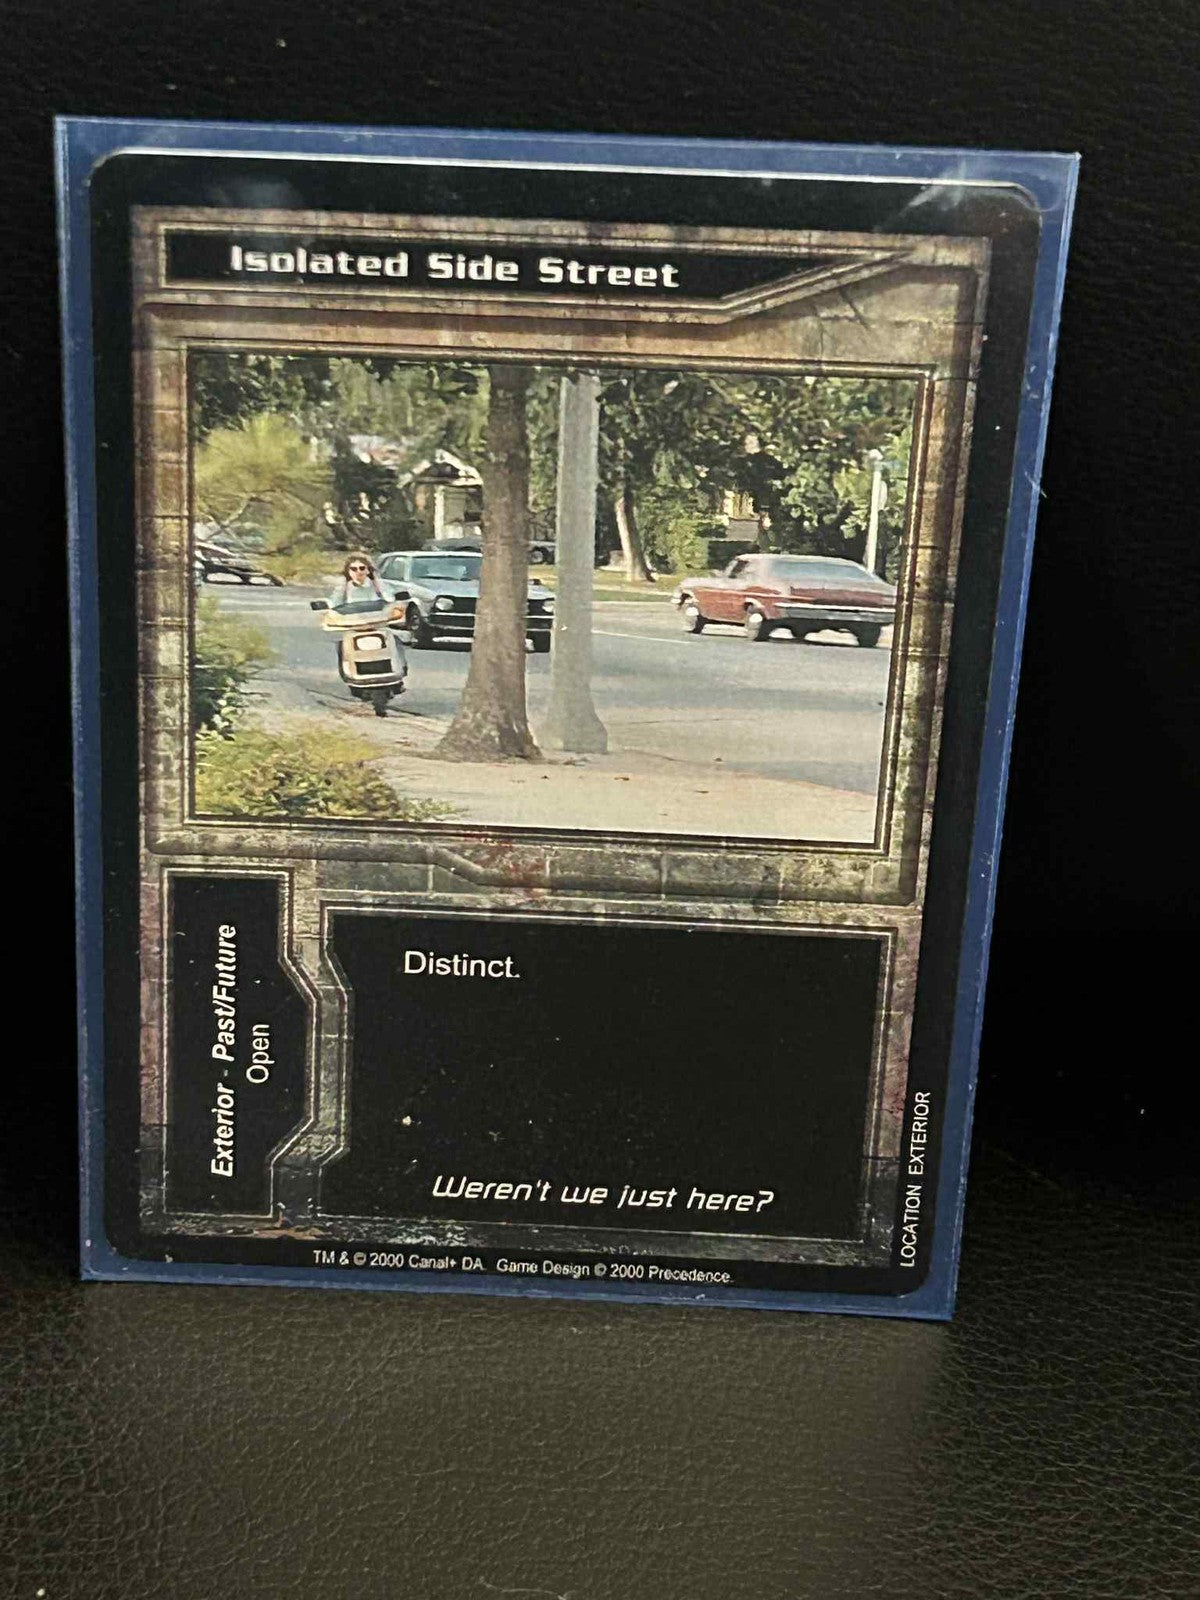 Isolated Side Street
Exterior - Past/Future
Open
Distinct.
Weren't we just here?
LOCATION EXTERIOR
TM & © 2000 Canal+ DA. Game Design © 2000 Precedence.